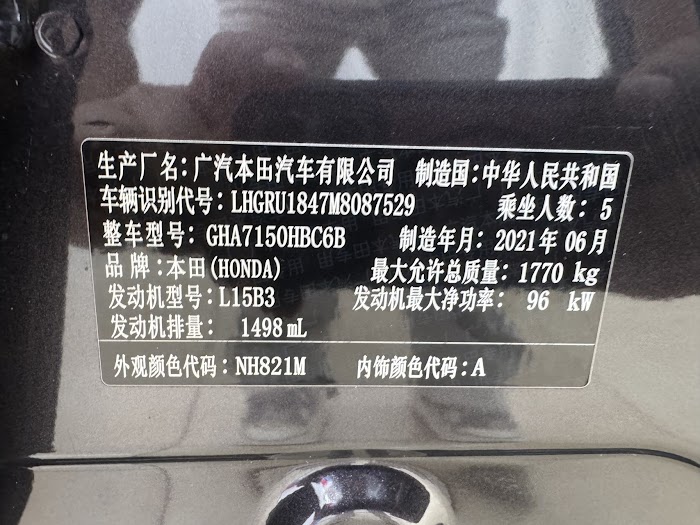 生产厂名：广汽本田汽车有限公司 制造国：中华人民共和国
车辆识别代号：LHGRU1847M8087529 乘坐人数：5
整车型号：GHA7150HBC6B 制造年月：2021年06月
品牌：本田(HONDA) 最大允许总质量：1770 kg
发动机型号：L15B3 发动机最大净功率：96 kW
发动机排量： 1498 mL
外观颜色代码：NH821M 内饰颜色代码：A